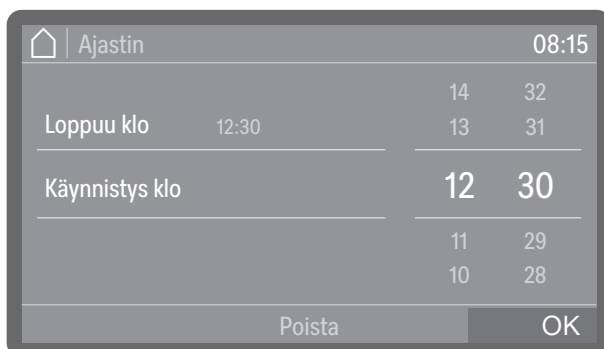 Ajastin 08:15
14 32
Loppuu klo 12:30 13 31
Käynnistys klo 12 30
11 29
10 28
Poista OK